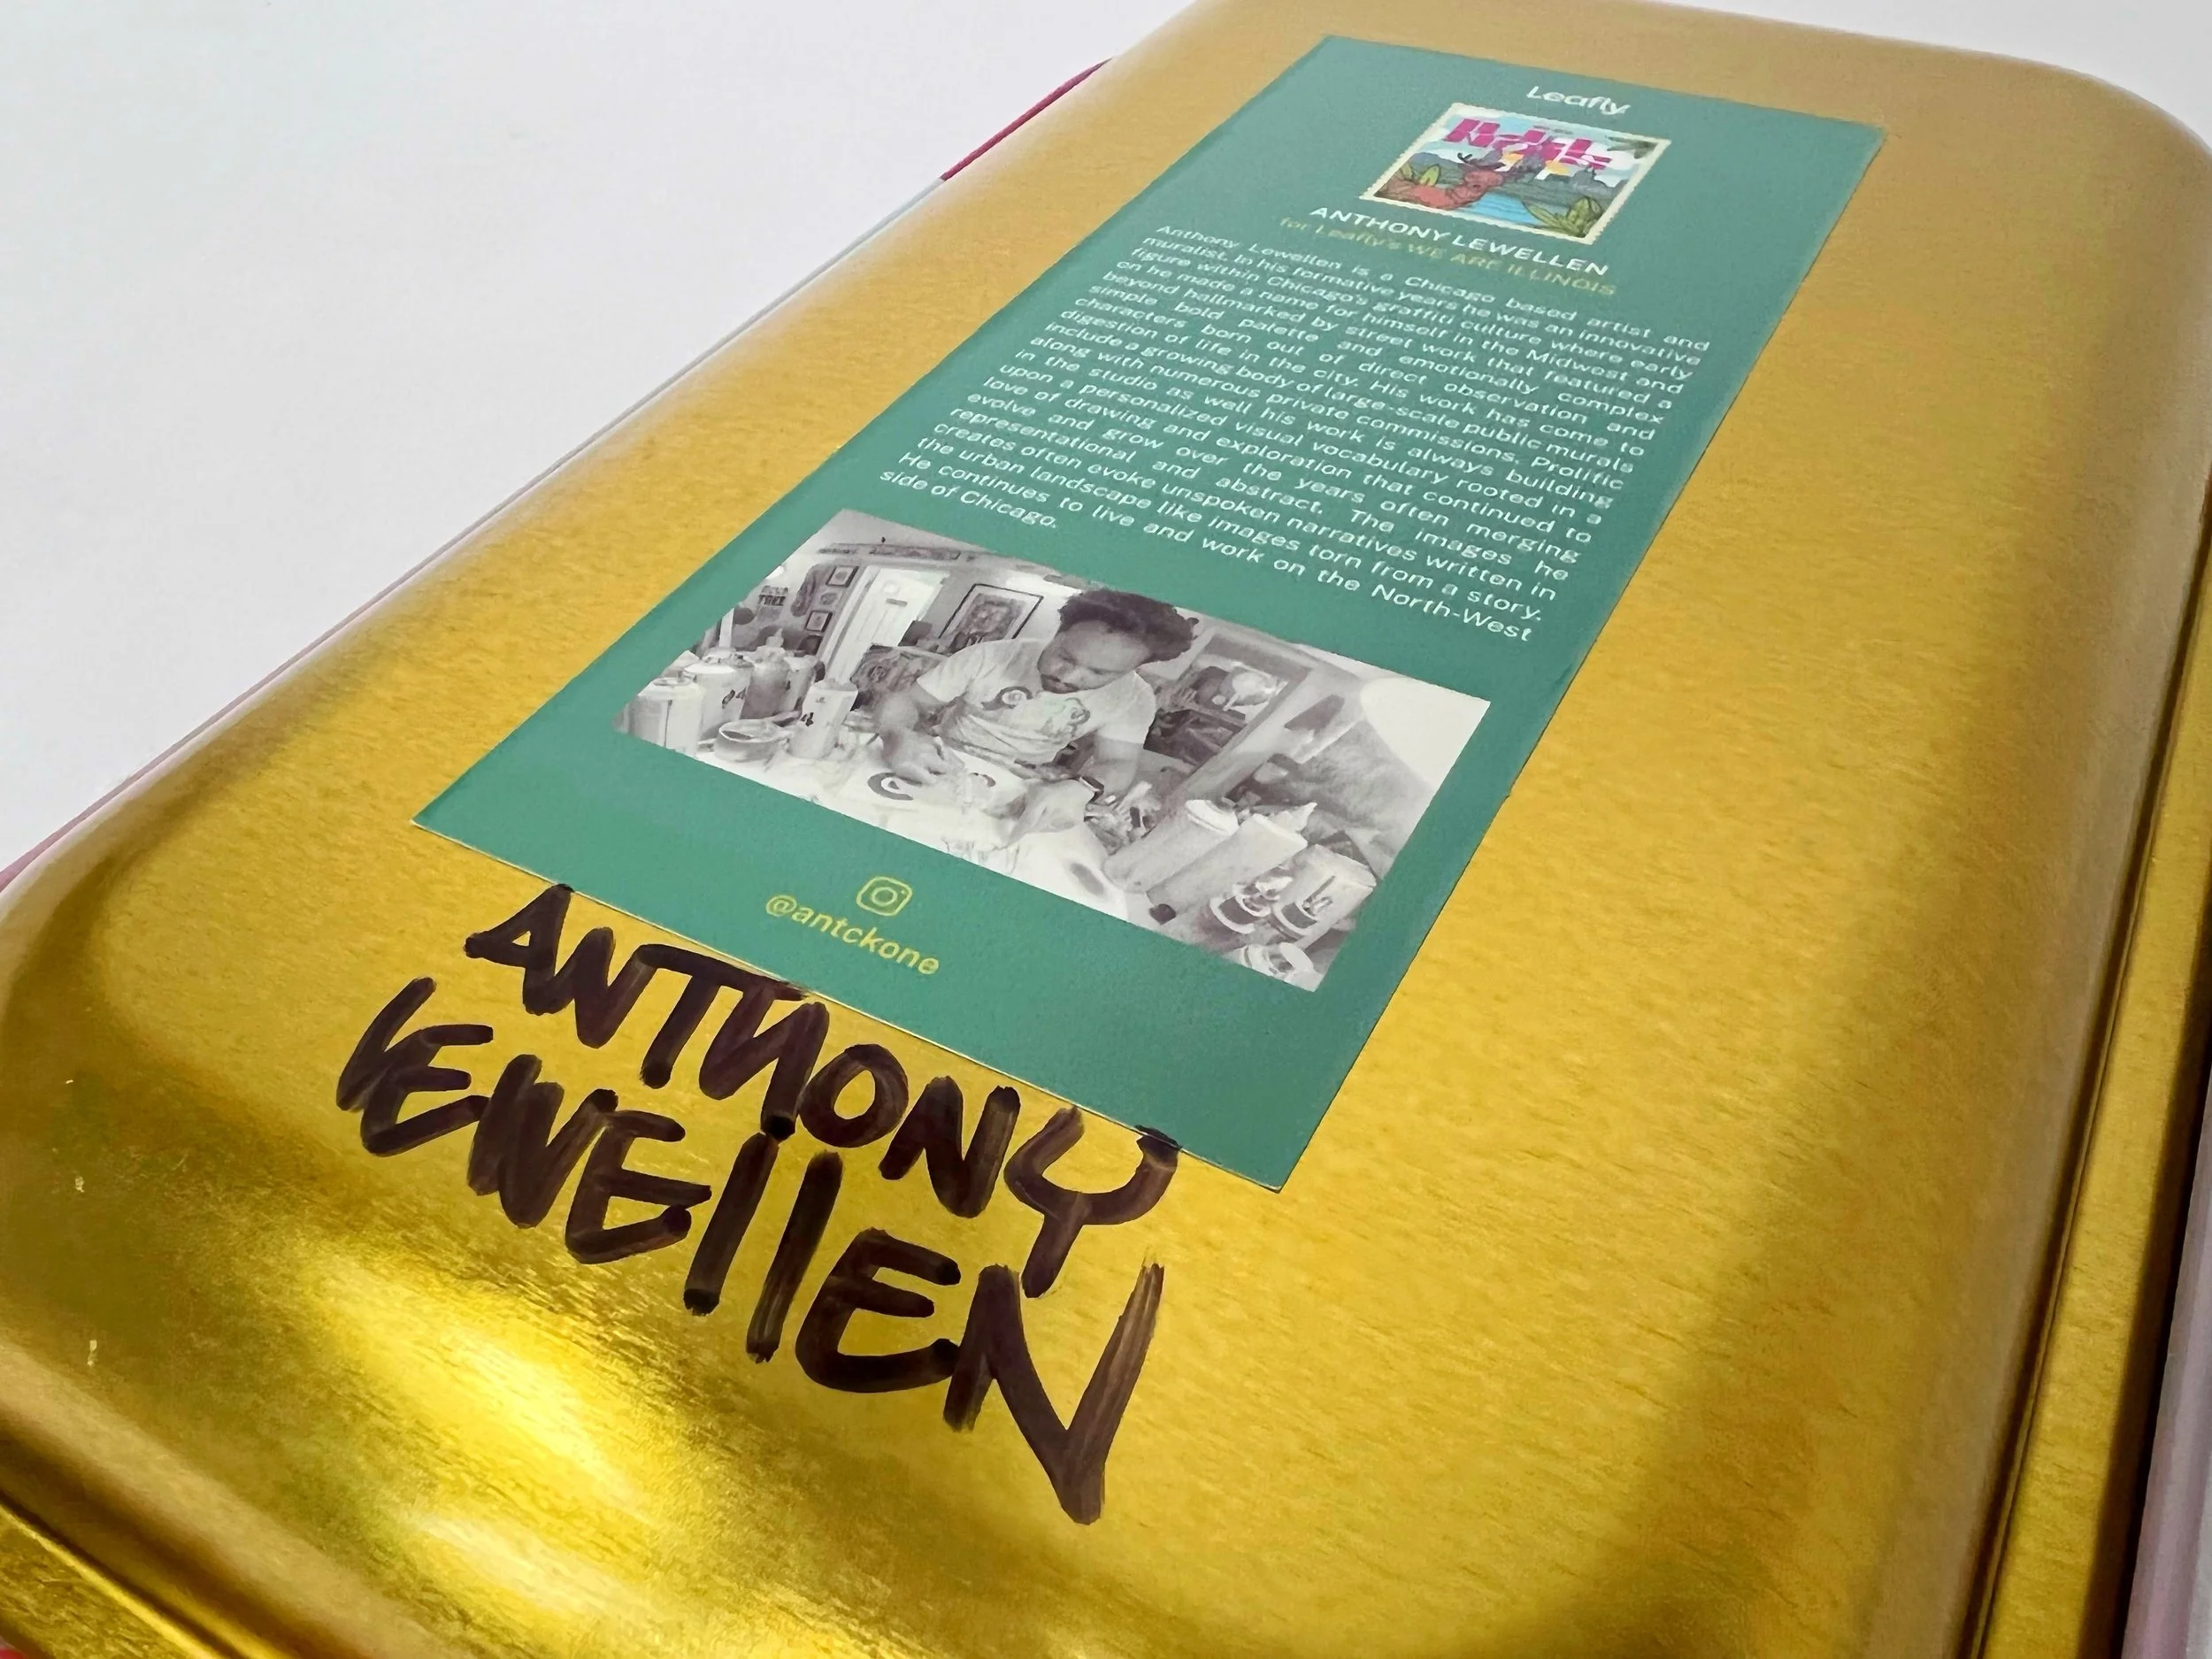 Leafly
ANTHONY LEWELLEN
for Leafly's WE ARE ILLINOIS
Anthony Lewellen is a Chicago based artist and
muralist. In his formative years he was an innovative
figure within Chicago's graffiti culture where early
on he made a name for himself in the Midwest and
beyond hallmarked by street work that featured a
simple bold palette and emotionally complex
characters born out of direct observation and
digestion of life in the city. His work has come to
include a growing body of large-scale public murals
along with numerous private commissions. Prolific
in the studio as well his work is always building
upon a personalized visual vocabulary rooted in a
love of drawing and exploration that continued to
evolve and grow over the years often merging
representational and abstract. The images he
creates often evoke unspoken narratives written in
the urban landscape like images torn from a story.
He continues to live and work on the North-West
side of Chicago.
@antckone
ANTHONY
LEWEllEN